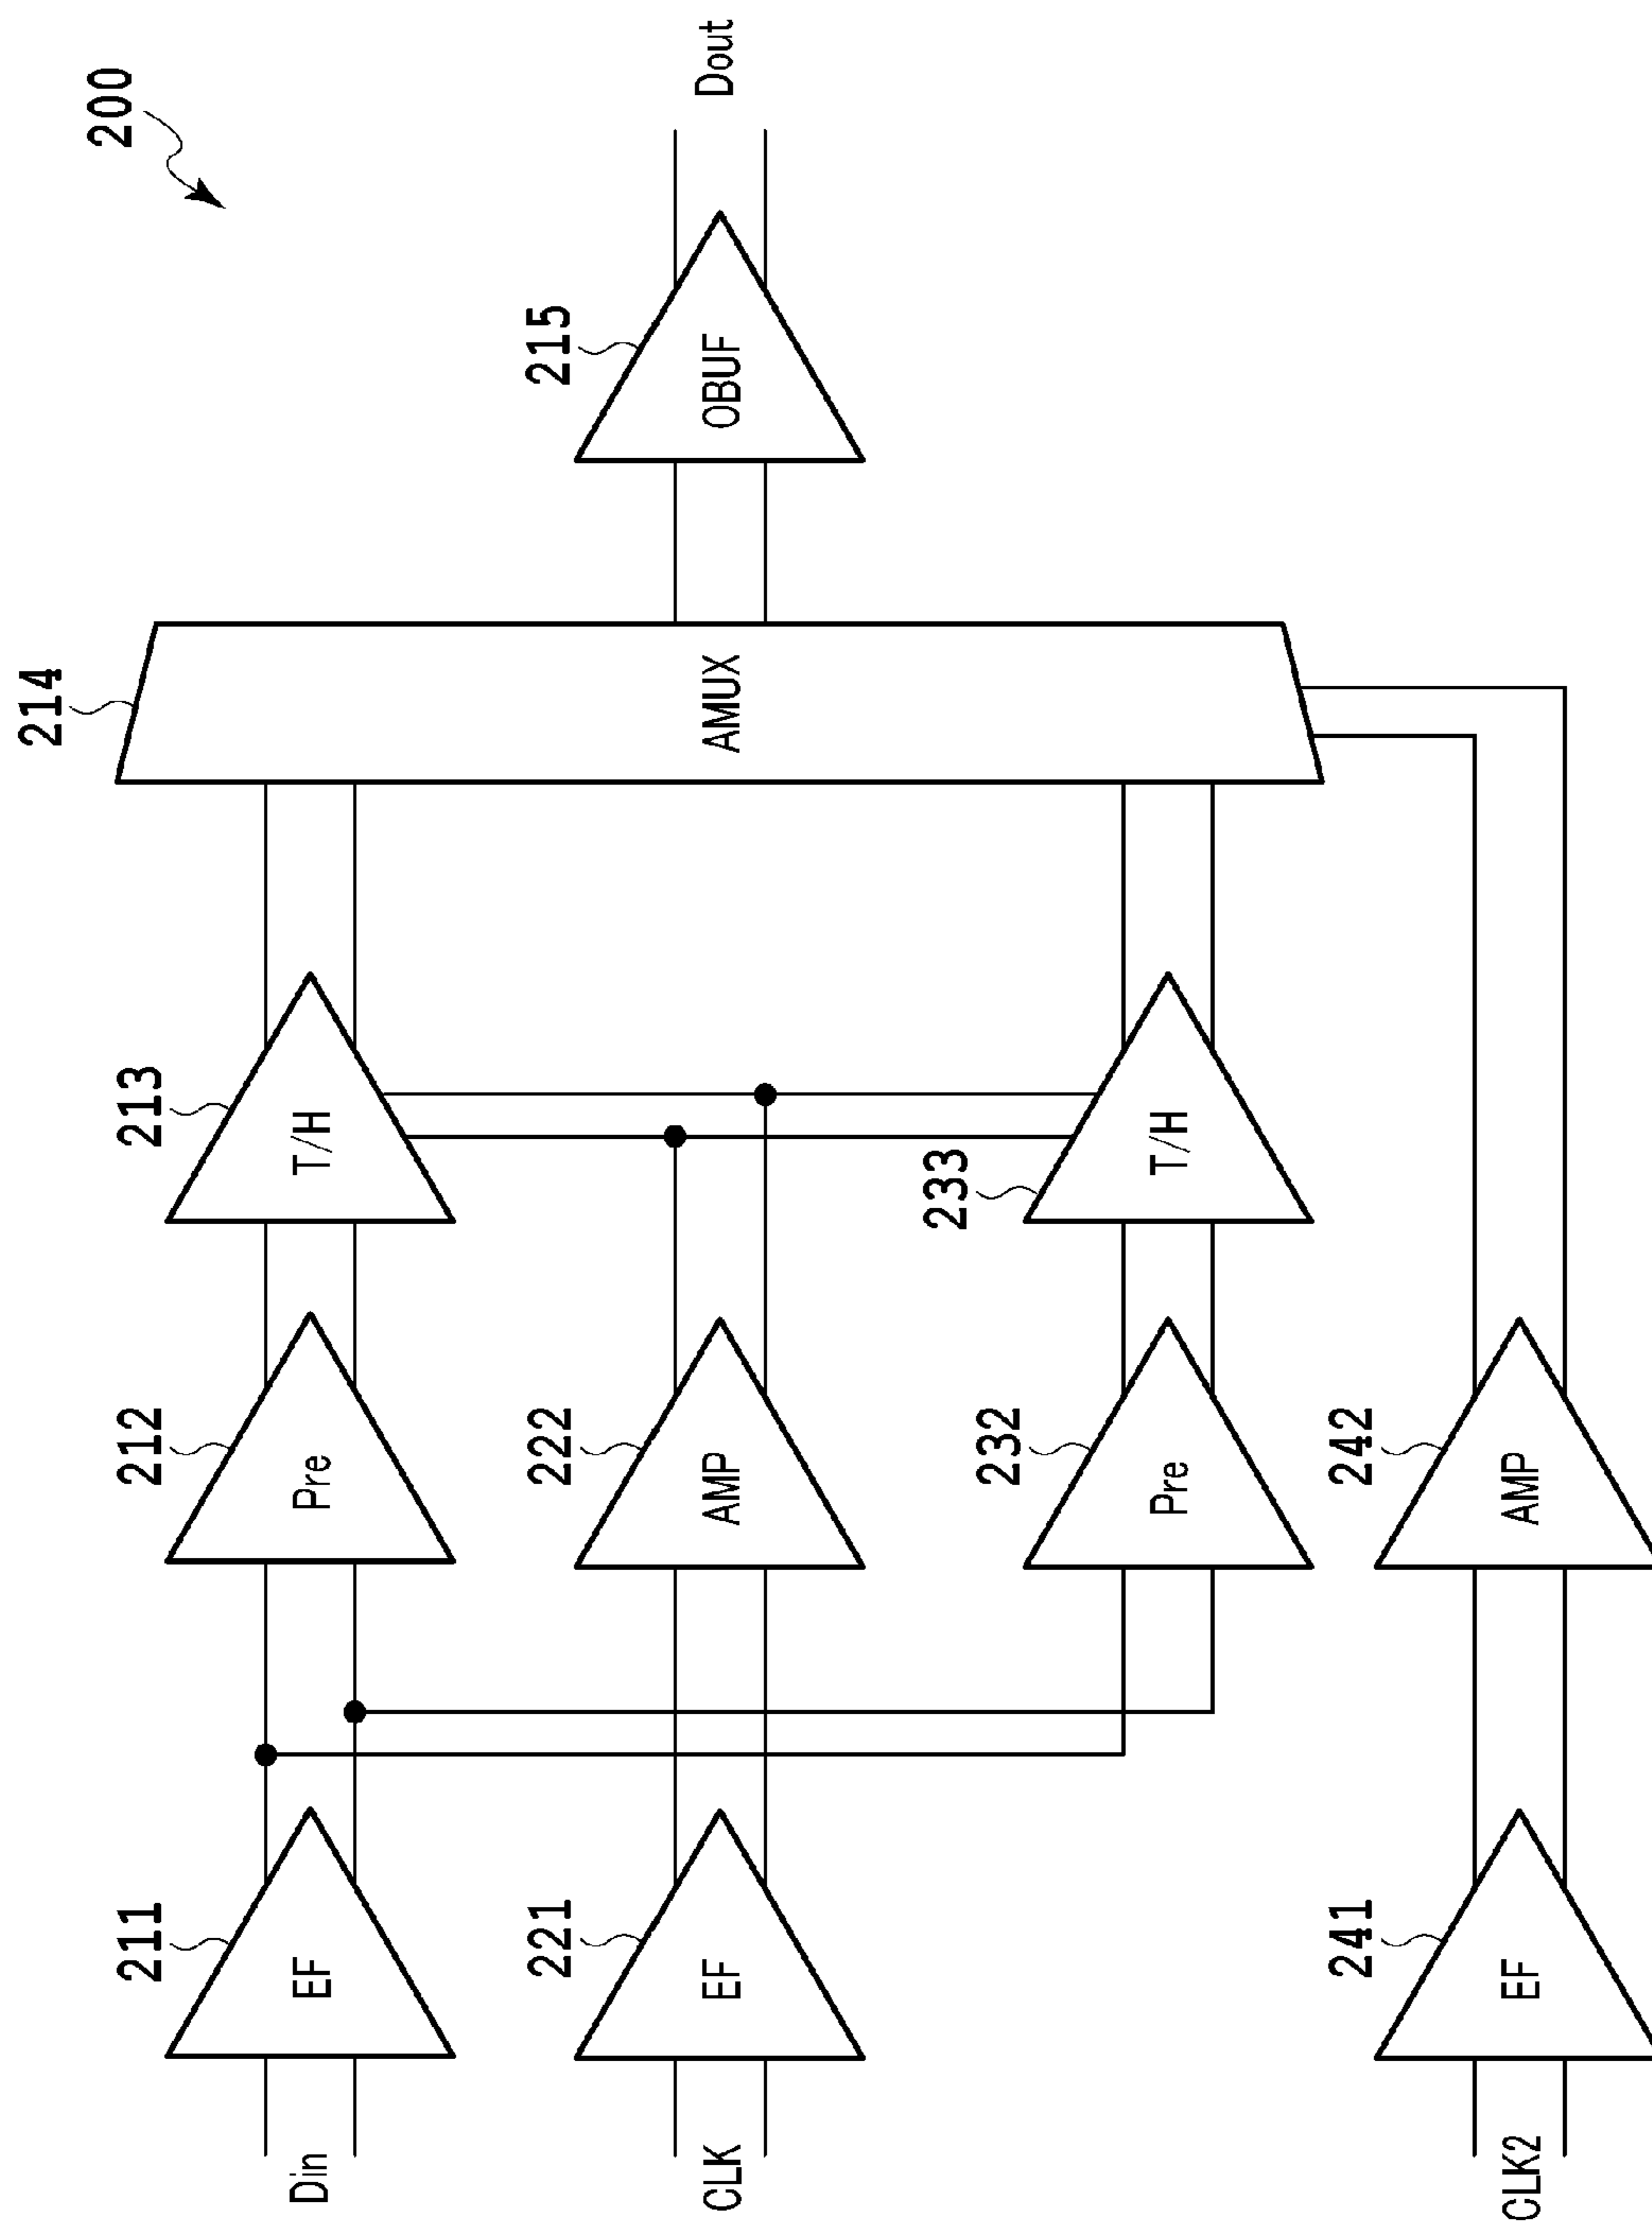 200
214
213
212
211
Din
EF
Pre
T/H
AMUX
215
OBUF
Dout
221
222
CLK
EF
AMP
233
232
Pre
T/H
241
242
CLK2
EF
AMP